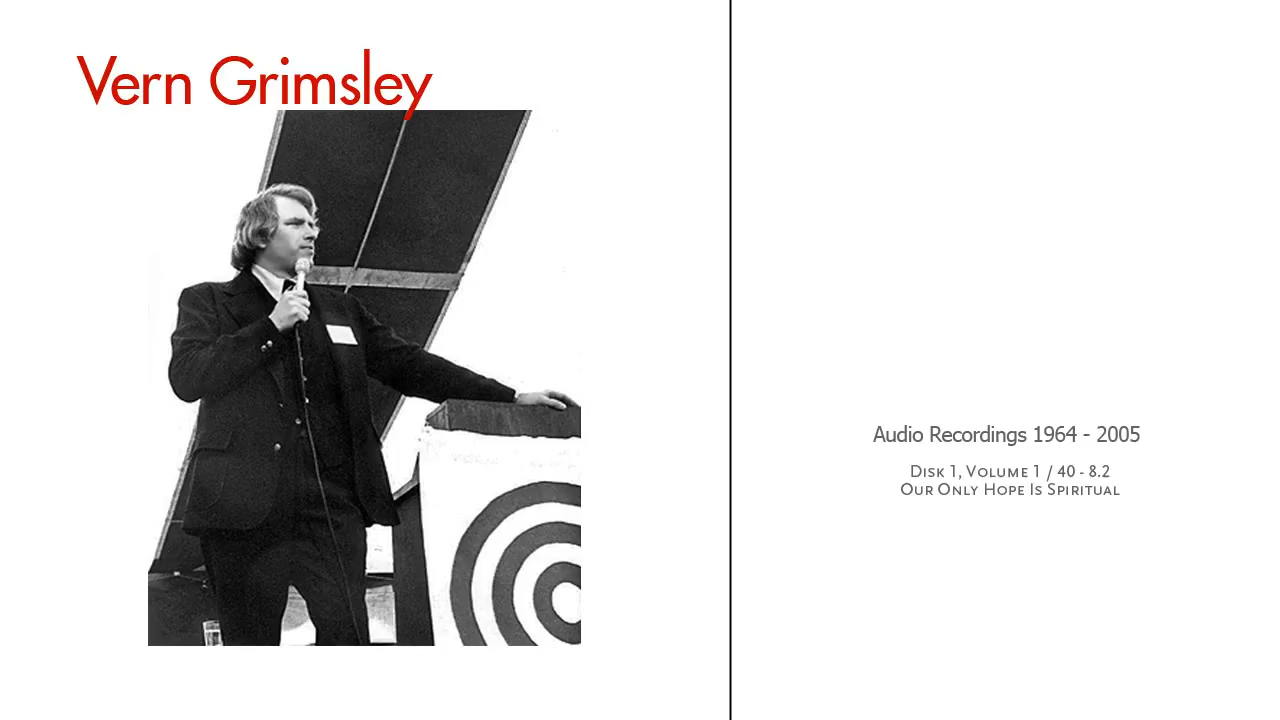 Vern Grimsley
Audio Recordings 1964 - 2005
Disk 1, Volume 1 / 40 - 8.2
Our Only Hope Is Spiritual